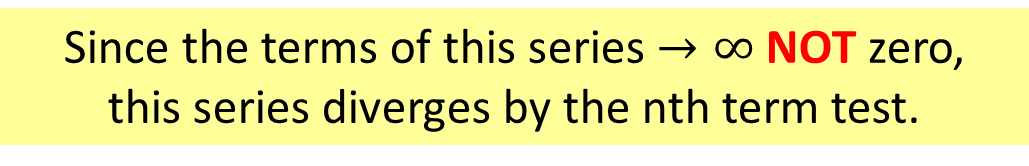 Since the terms of this series → ∞ NOT zero,
this series diverges by the nth term test.